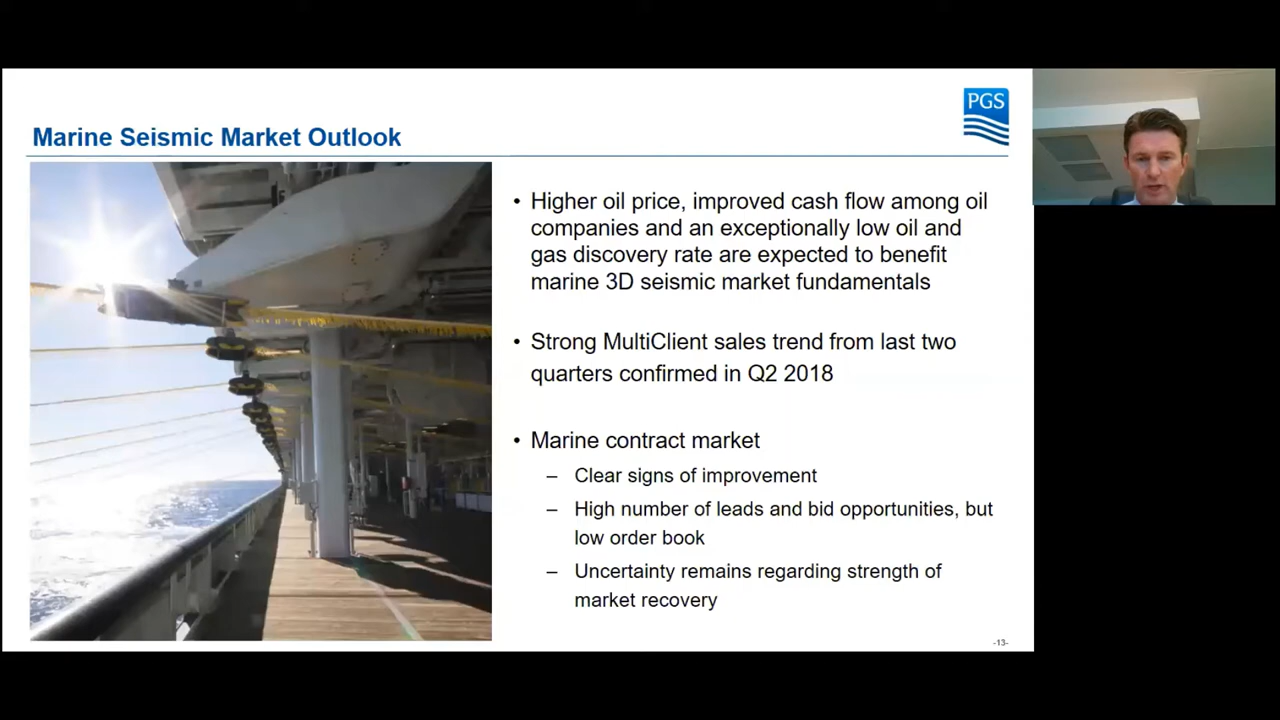 PGS
Marine Seismic Market Outlook
• Higher oil price, improved cash flow among oil
companies and an exceptionally low oil and
gas discovery rate are expected to benefit
marine 3D seismic market fundamentals
• Strong MultiClient sales trend from last two
quarters confirmed in Q2 2018
• Marine contract market
– Clear signs of improvement
– High number of leads and bid opportunities, but
low order book
– Uncertainty remains regarding strength of
market recovery
-13-